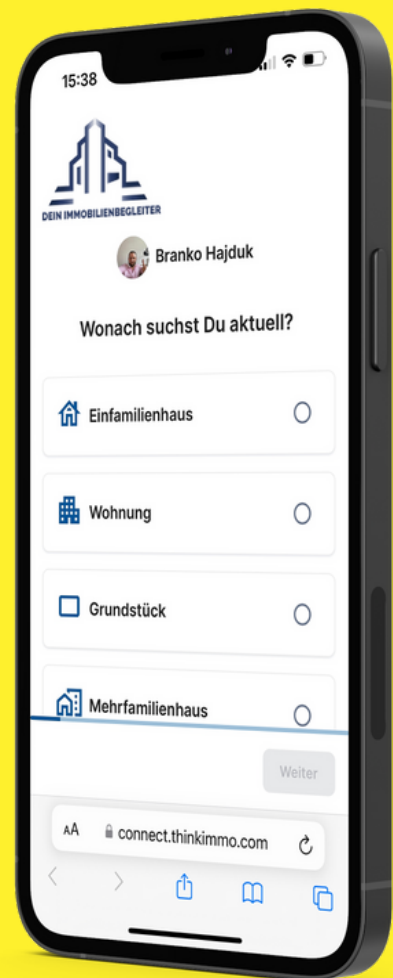 15:38
DEIN IMMOBILIENBEGLEITER
Branko Hajduk
Wonach suchst Du aktuell?
Einfamilienhaus
Wohnung
Grundstück
Mehrfamilienhaus
Weiter
AA connect.thinkimmo.com